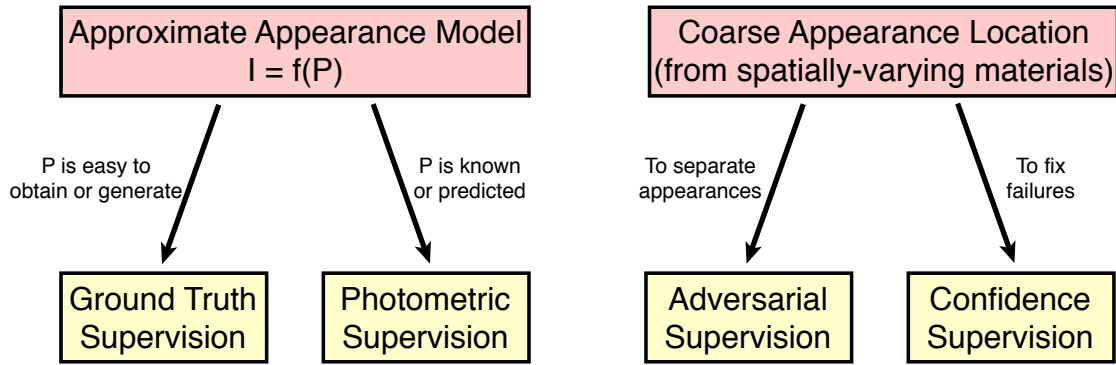 Approximate Appearance Model
I = f(P)
Coarse Appearance Location
(from spatially-varying materials)
P is easy to
obtain or generate
P is known
or predicted
To separate
appearances
To fix
failures
Ground Truth
Supervision
Photometric
Supervision
Adversarial
Supervision
Confidence
Supervision